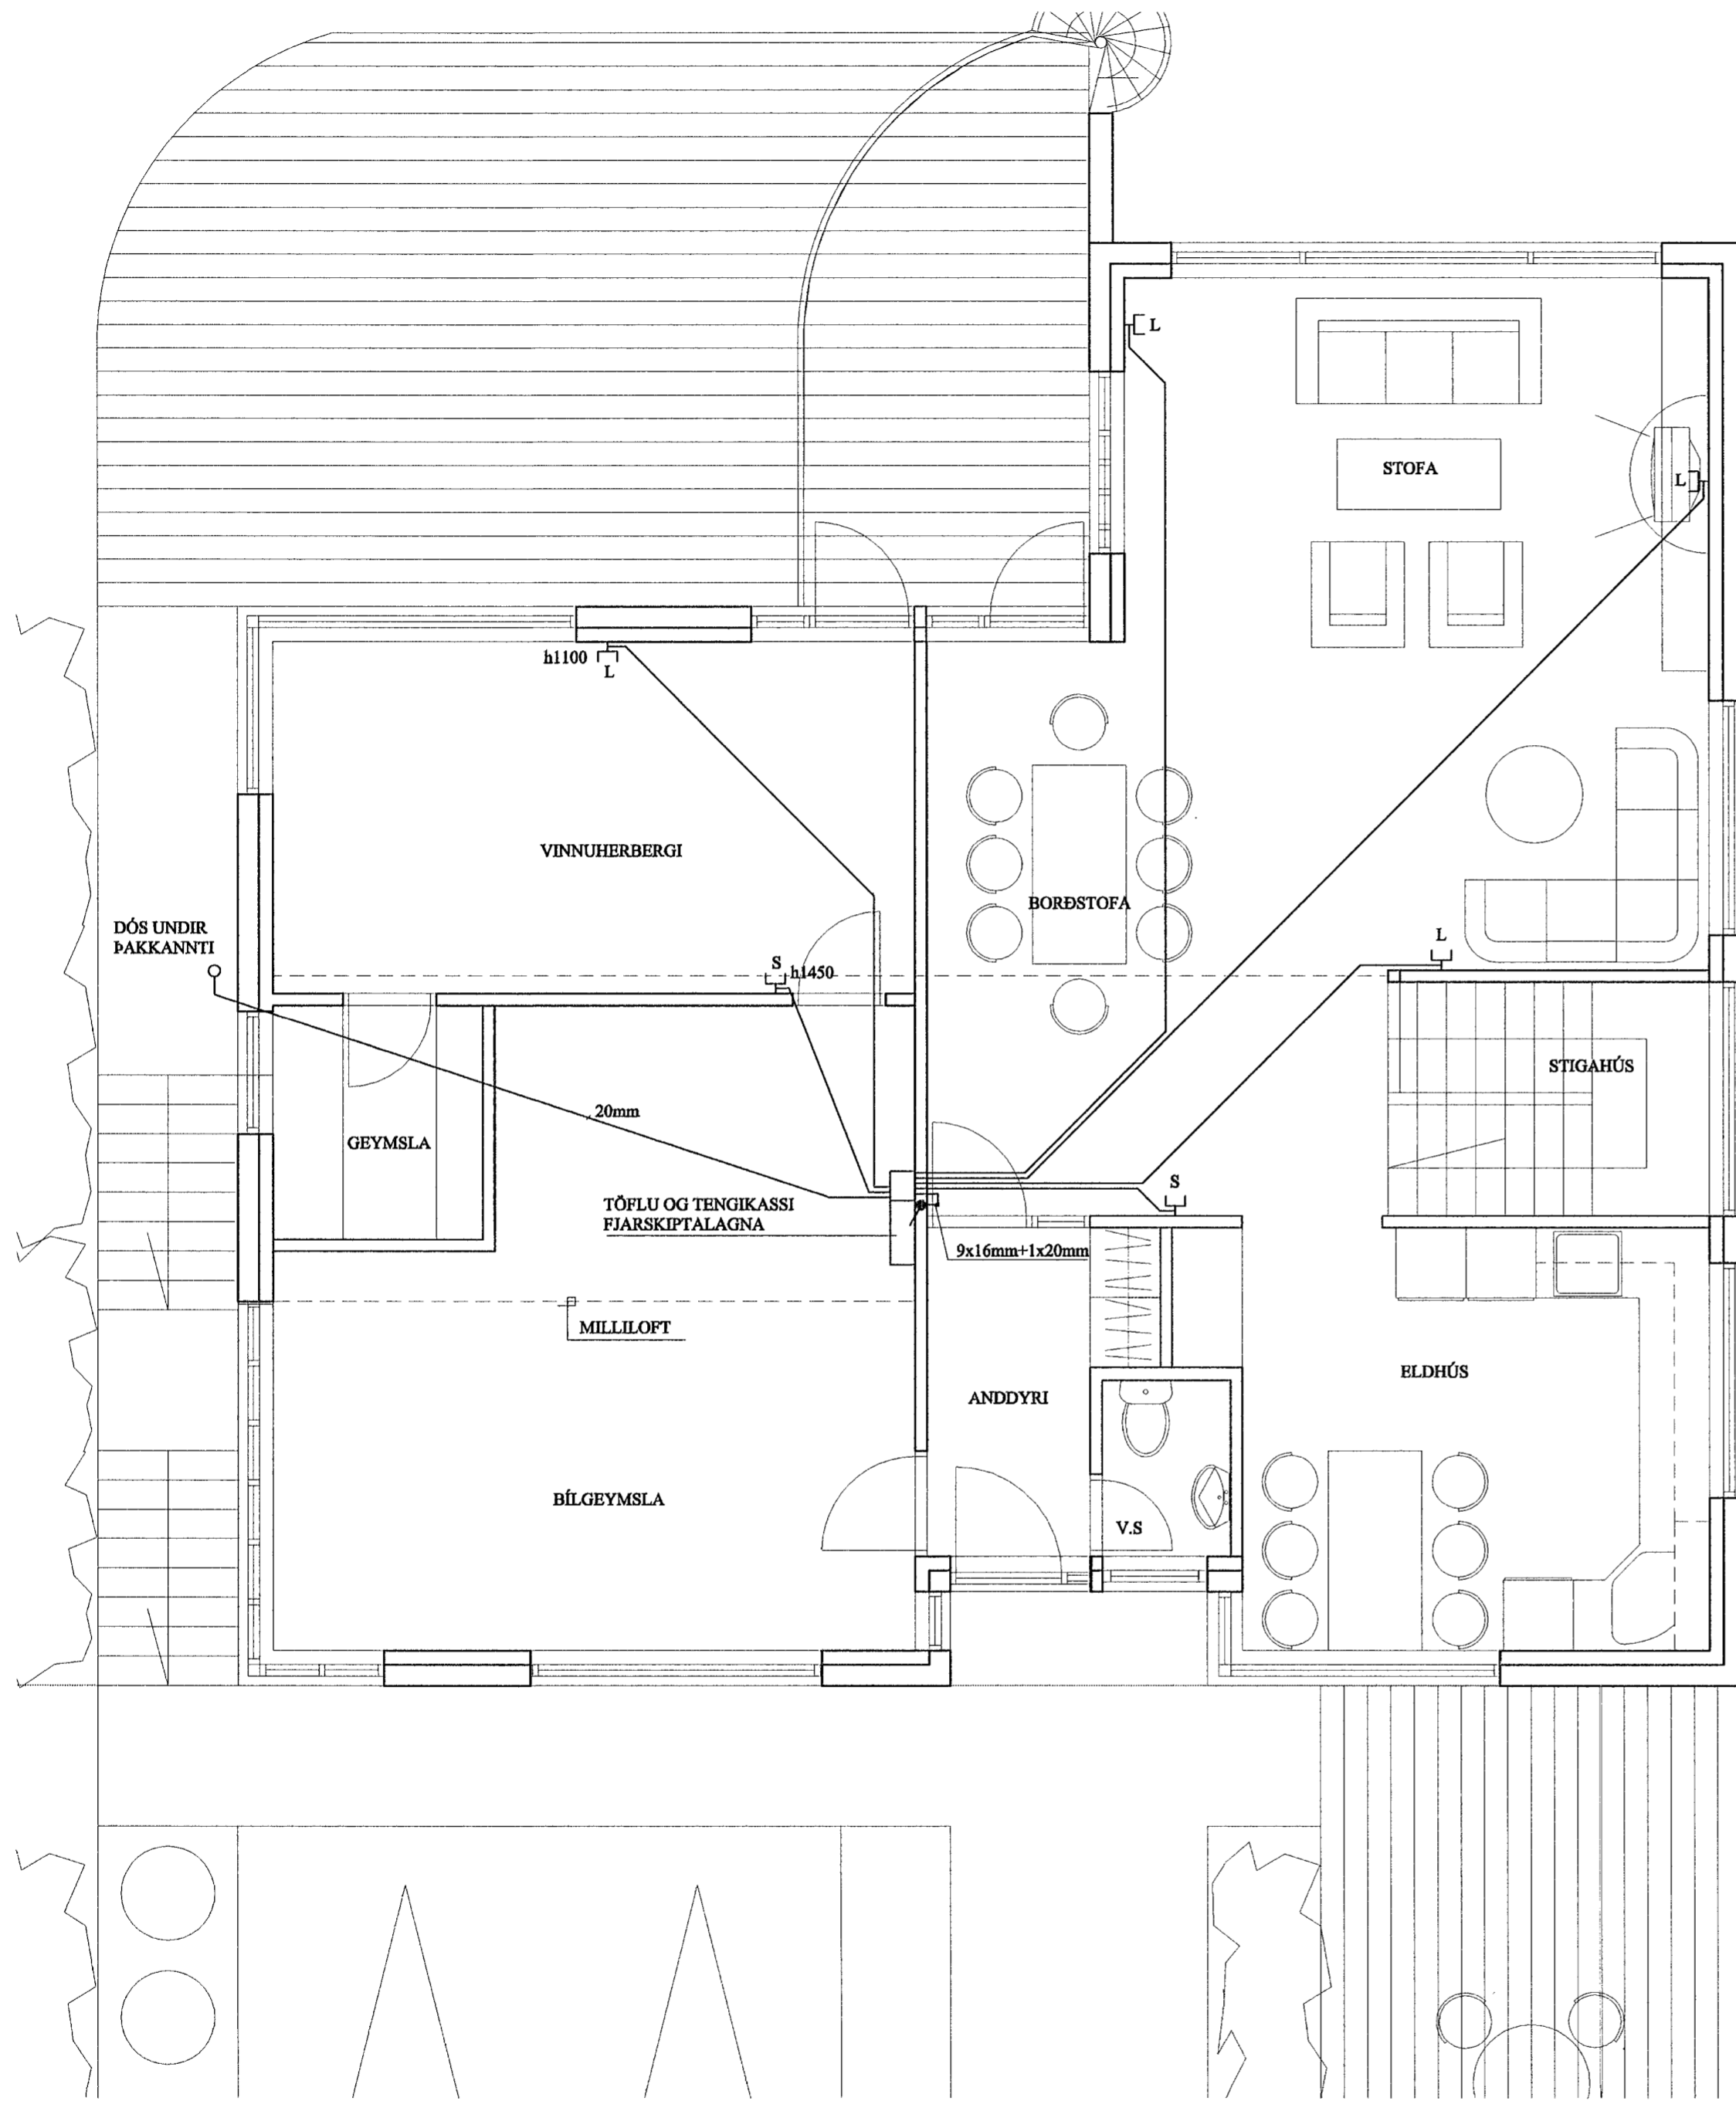 L
STOFA
L
h1100
L
VINNUHERBERGI
BORÐSTOFA
DÓS UNDIR
ÞAKKANNTI
L
S
h1450
STIGAHÚS
20mm
GEYMSLA
S
TÖFLU OG TENGIKASSI
FJARSKIPTALAGNA
9x16mm+1x20mm
MILLILOFT
ELDHÚS
ANDDYRI
BÍLGEYMSLA
V.S